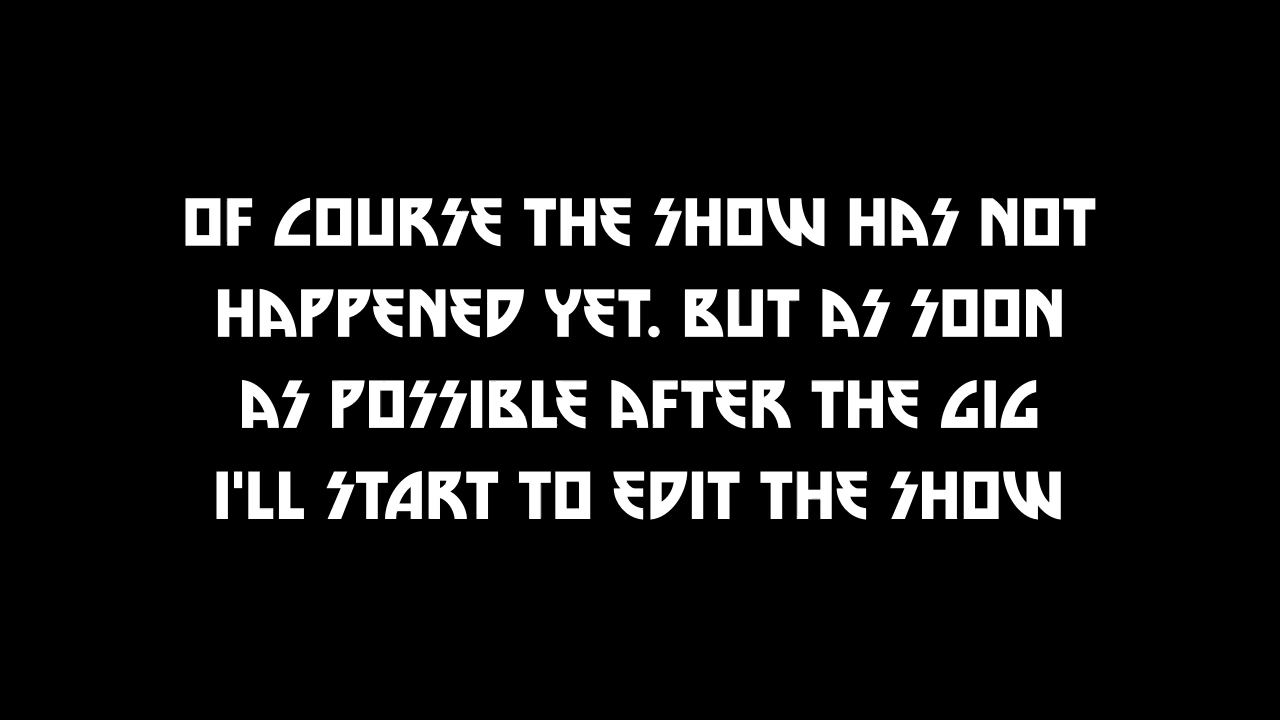 OF COURSE THE SHOW HAS NOT
HAPPENED YET. BUT AS SOON
AS POSSIBLE AFTER THE GIG
I'LL START TO EDIT THE SHOW